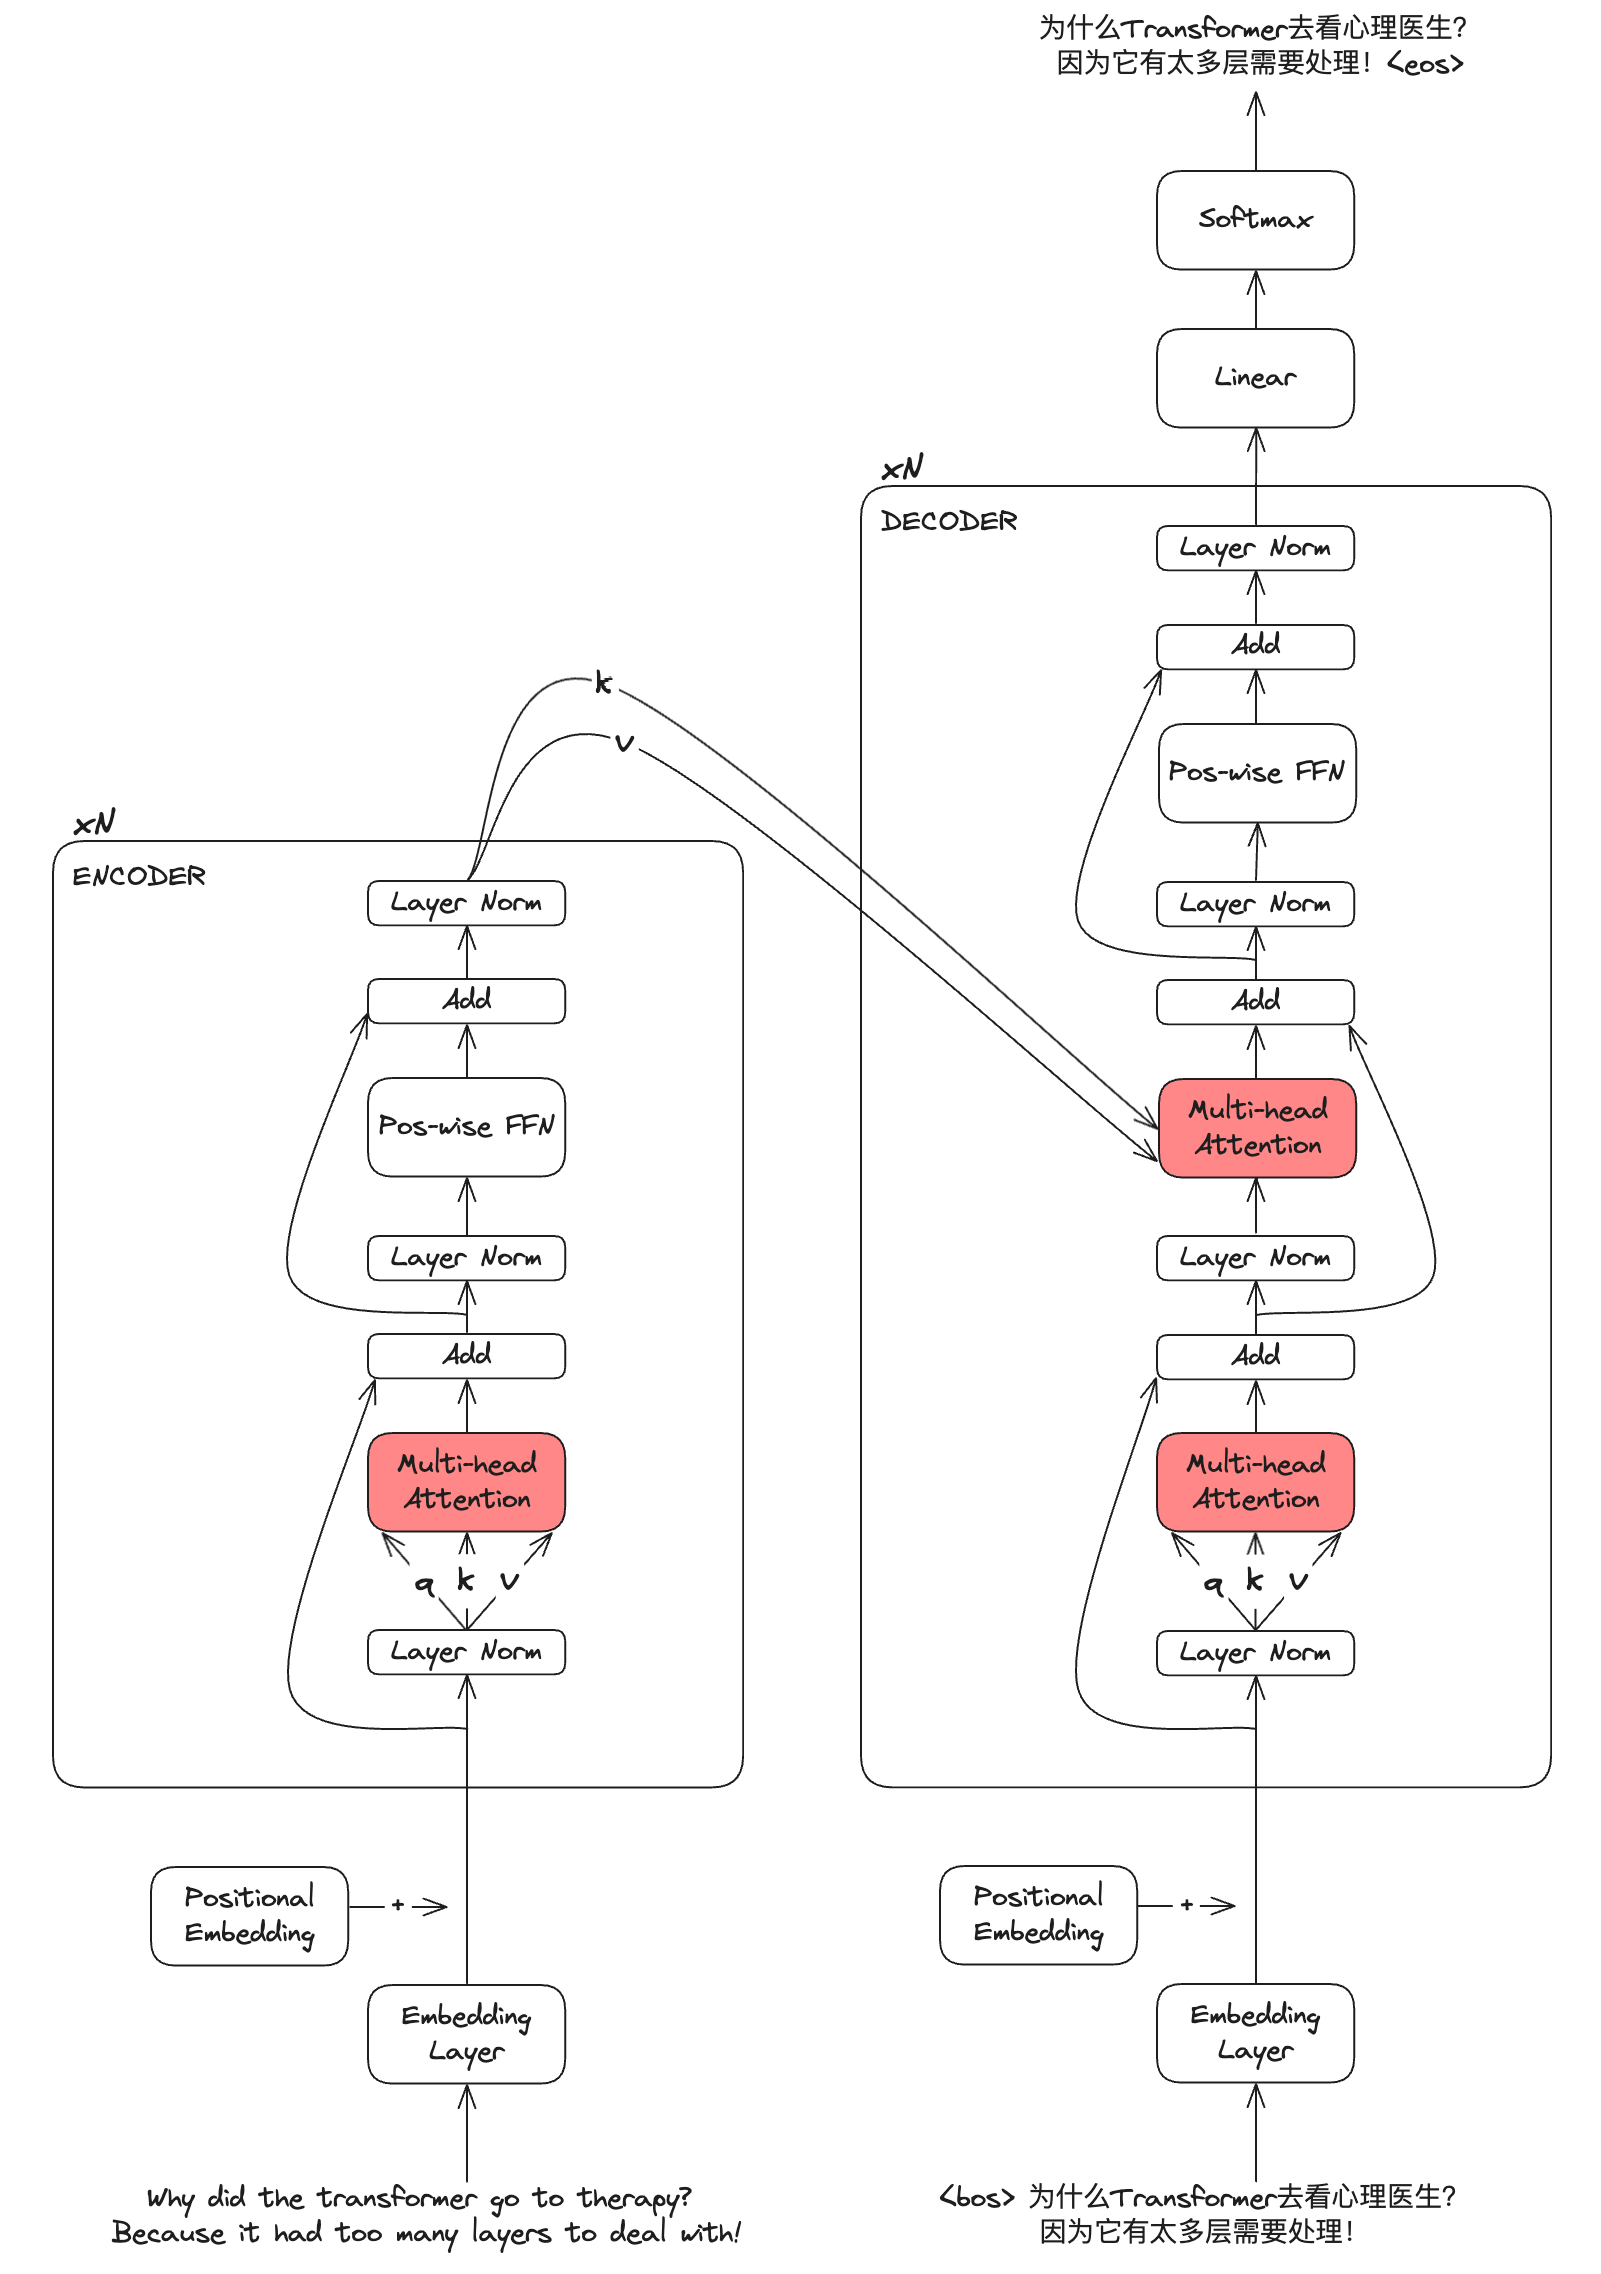 为什么Transformer去看心理医生？
因为它有太多层需要处理！<eos>
Softmax
Linear
xN
DECODER
Layer Norm
Add
Pos-wise FFN
Layer Norm
Add
Multi-head
Attention
Layer Norm
Add
Multi-head
Attention
q k v
Layer Norm
Positional
Embedding
+
Embedding
Layer
<bos> 为什么Transformer去看心理医生？
因为它有太多层需要处理！
k
v
xN
ENCODER
Layer Norm
Add
Pos-wise FFN
Layer Norm
Add
Multi-head
Attention
q k v
Layer Norm
Positional
Embedding
+
Embedding
Layer
Why did the transformer go to therapy?
Because it had too many layers to deal with!